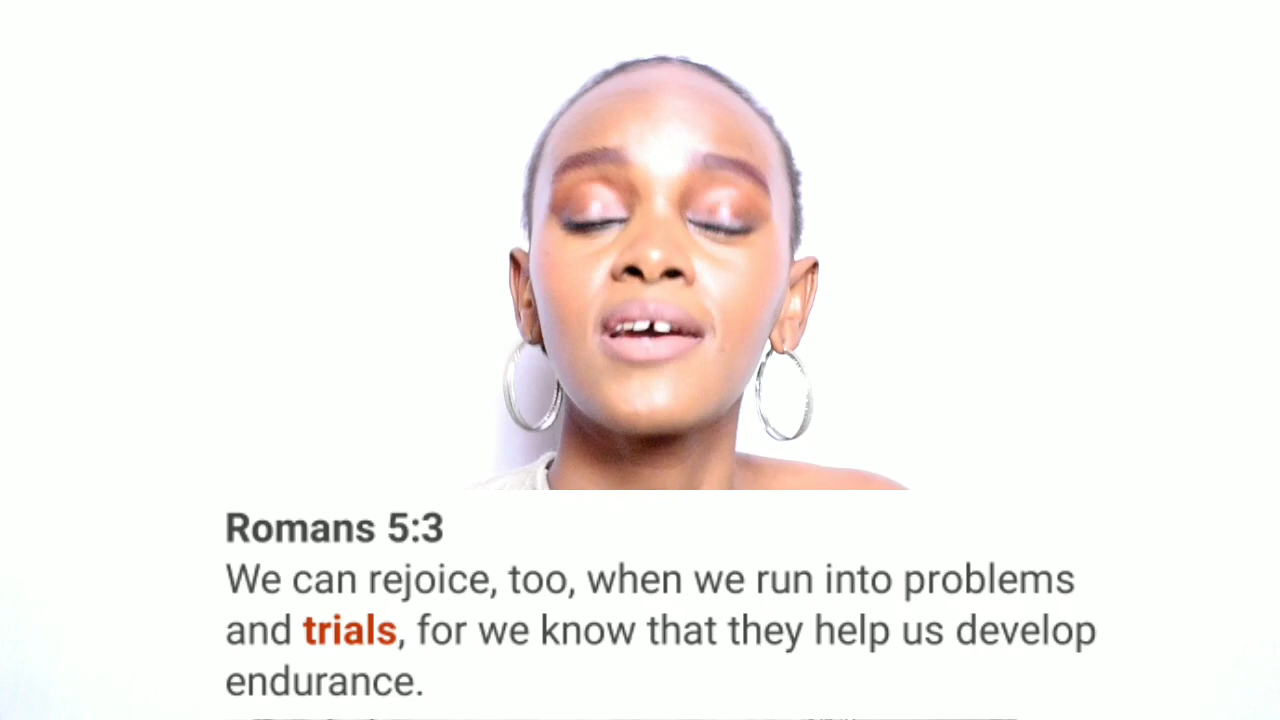 Romans 5:3
We can rejoice, too, when we run into problems
and trials, for we know that they help us develop
endurance.